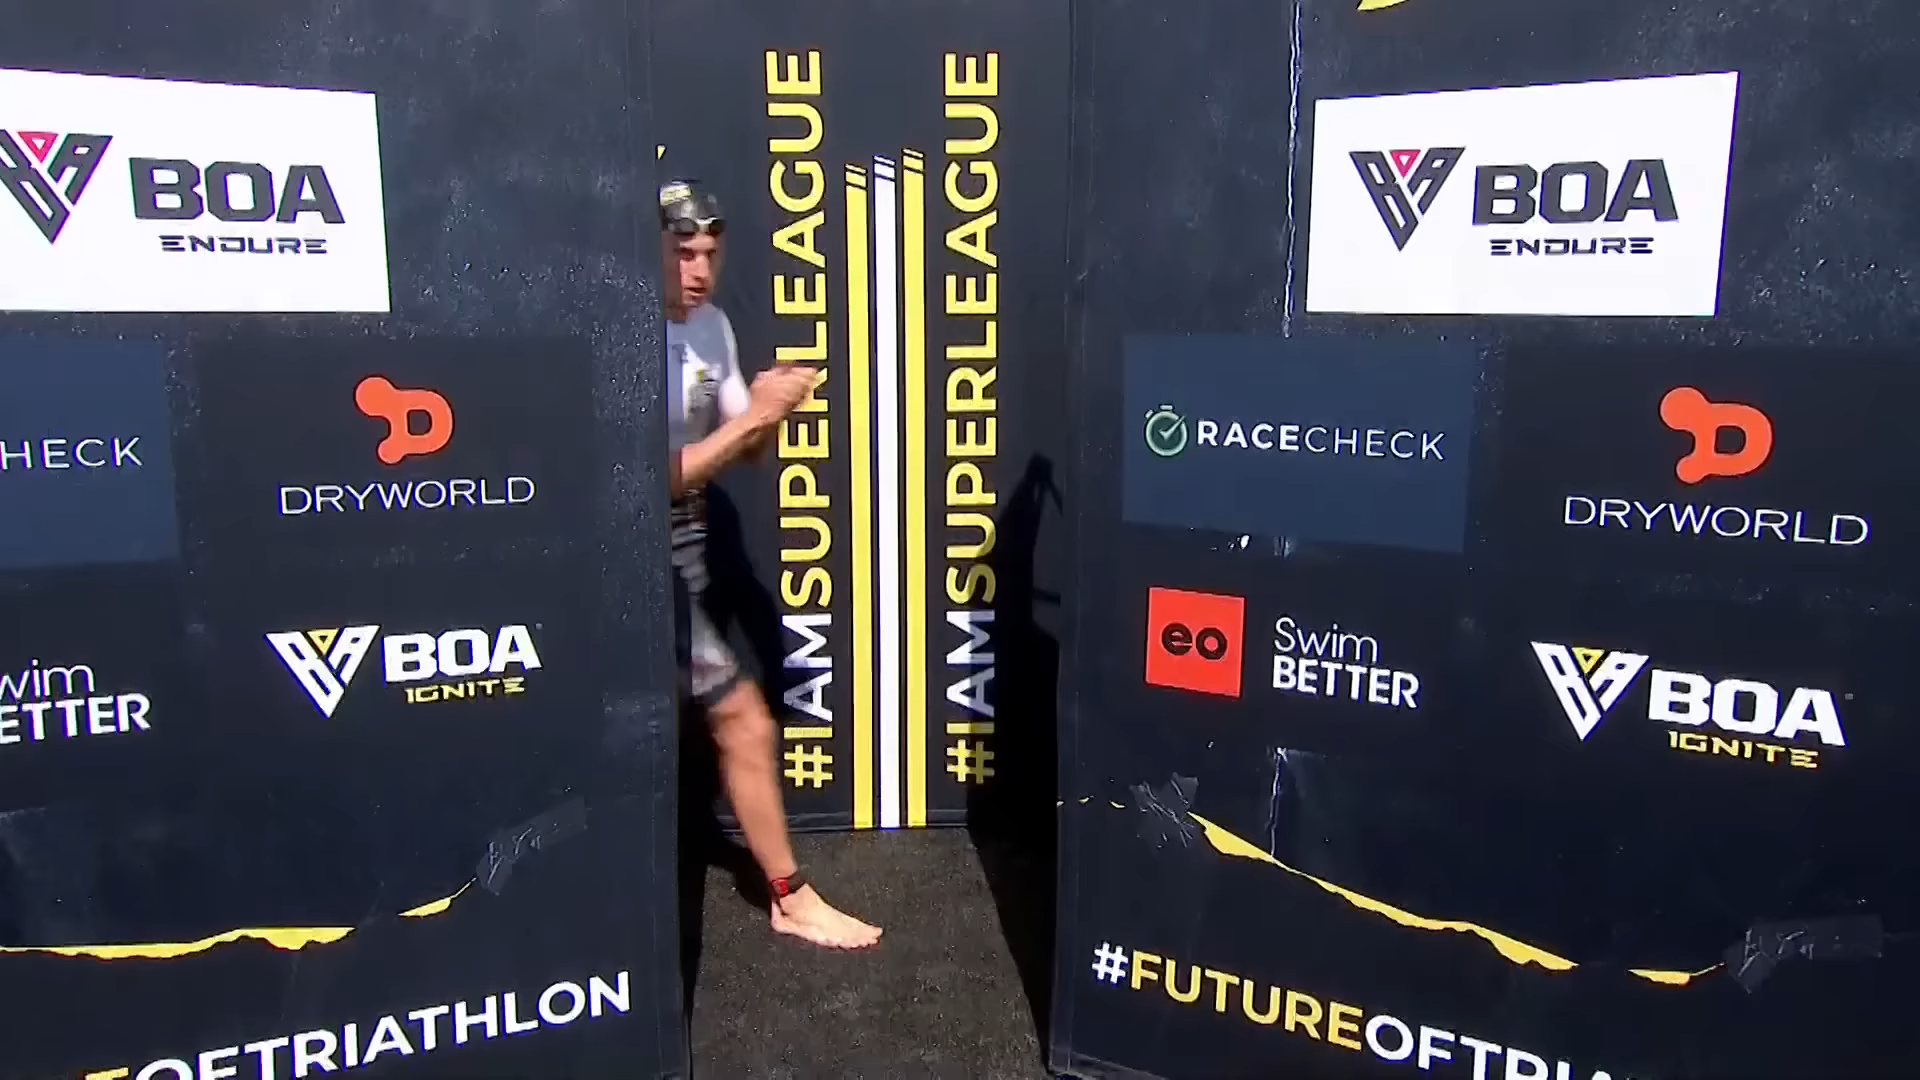 BOA
ENDURE
HECK
DRYWORLD
wim
ETTER
BOA
IGNITE
OFTRIATHLON
#IAMSUPERLEAGUE
#IAMSUPERLEAGUE
BOA
ENDURE
RACECHECK
DRYWORLD
eo
Swim
BETTER
BOA
IGNITE
#FUTUREOFTRIA